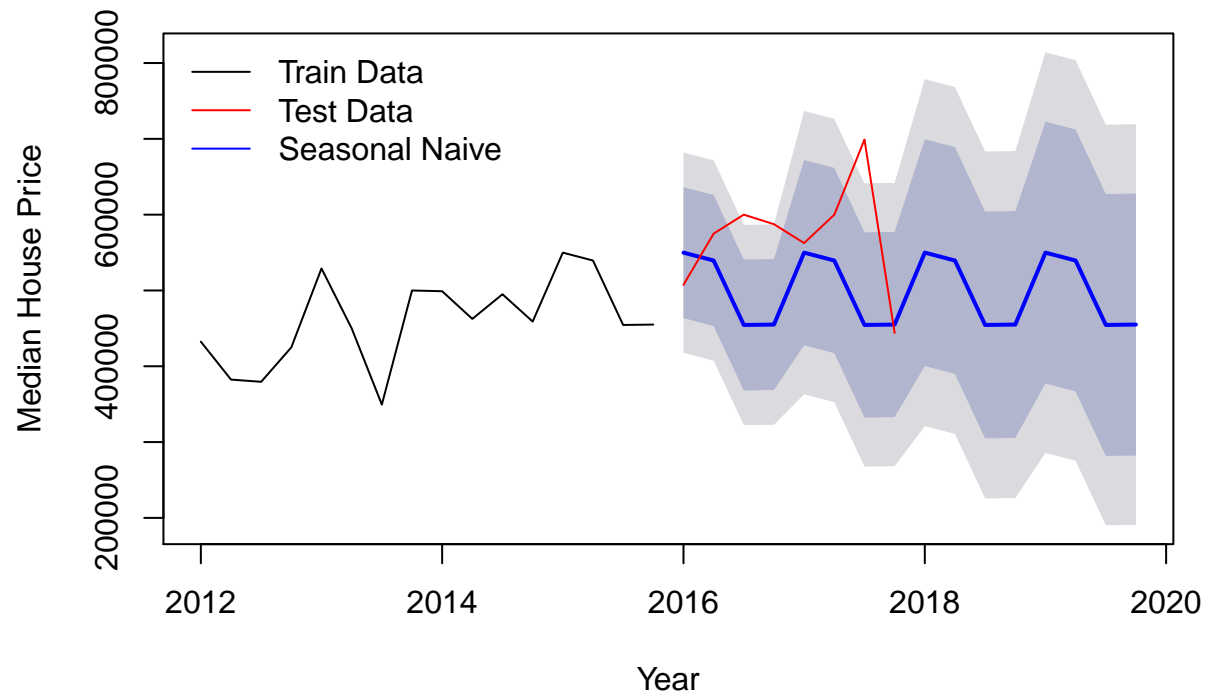 Train Data
Test Data
Seasonal Naive
Median House Price
800000
600000
400000
200000
2012 2014 2016 2018 2020
Year